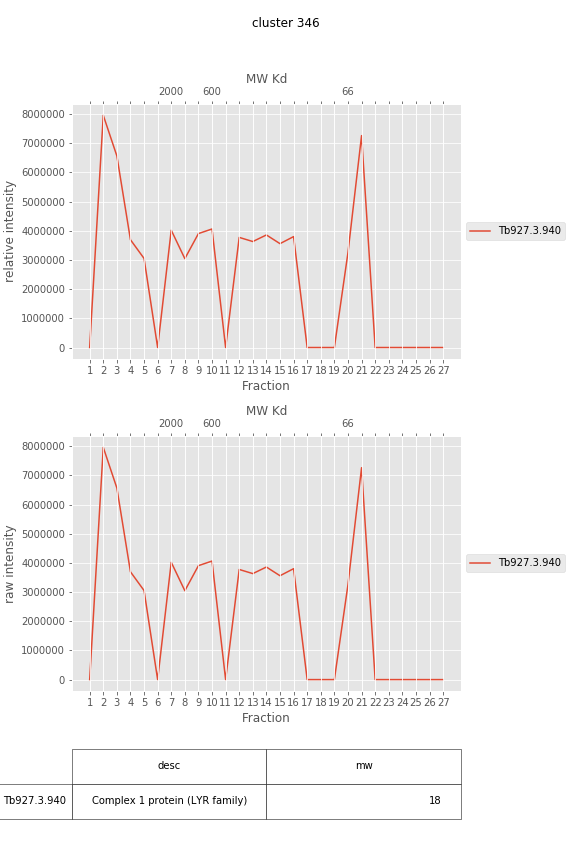 cluster 346
MW Kd
2000 600 66
8000000
7000000
6000000
5000000
4000000
3000000
2000000
1000000
0
relative intensity
Tb927.3.940
1 2 3 4 5 6 7 8 9 10 11 12 13 14 15 16 17 18 19 20 21 22 23 24 25 26 27
Fraction
MW Kd
2000 600 66
8000000
7000000
6000000
5000000
4000000
3000000
2000000
1000000
0
raw intensity
Tb927.3.940
1 2 3 4 5 6 7 8 9 10 11 12 13 14 15 16 17 18 19 20 21 22 23 24 25 26 27
Fraction
desc mw
Tb927.3.940 Complex 1 protein (LYR family) 18